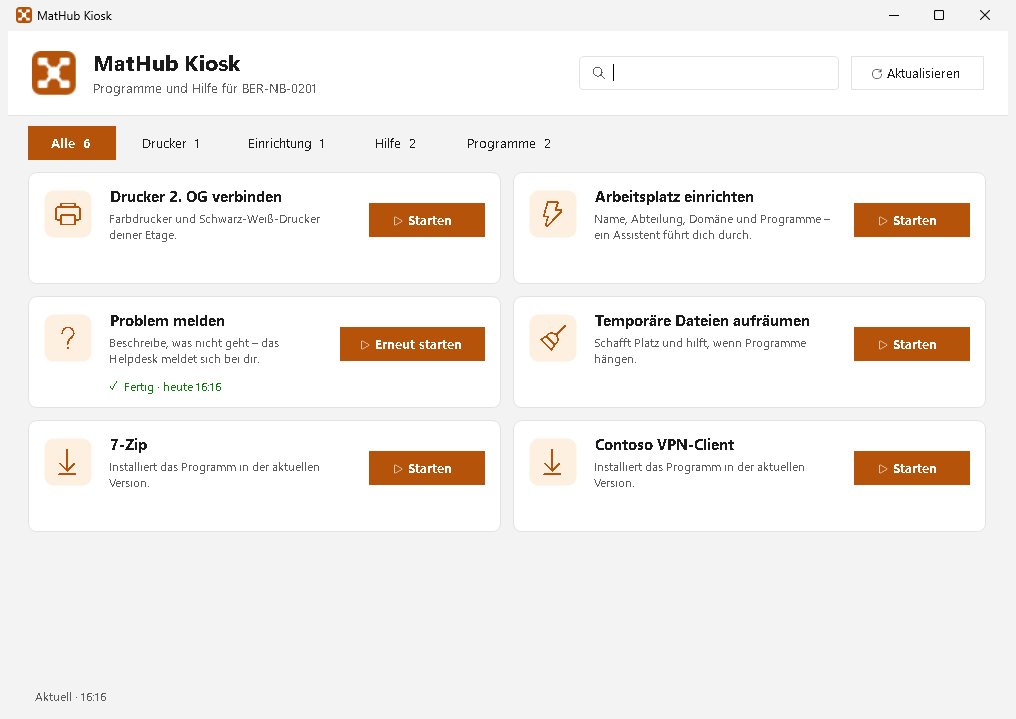 MatHub Kiosk
MatHub Kiosk
Programme und Hilfe für BER-NB-0201
Aktualisieren
Alle 6
Drucker 1
Einrichtung 1
Hilfe 2
Programme 2
Drucker 2. OG verbinden
Farbdrucker und Schwarz-Weiß-Drucker
deiner Etage.
Starten
Arbeitsplatz einrichten
Name, Abteilung, Domäne und Programme –
ein Assistent führt dich durch.
Starten
Problem melden
Beschreibe, was nicht geht – das
Helpdesk meldet sich bei dir.
✓ Fertig · heute 16:16
Erneut starten
Temporäre Dateien aufräumen
Schafft Platz und hilft, wenn Programme
hängen.
Starten
7-Zip
Installiert das Programm in der aktuellen
Version.
Starten
Contoso VPN-Client
Installiert das Programm in der aktuellen
Version.
Starten
Aktuell · 16:16